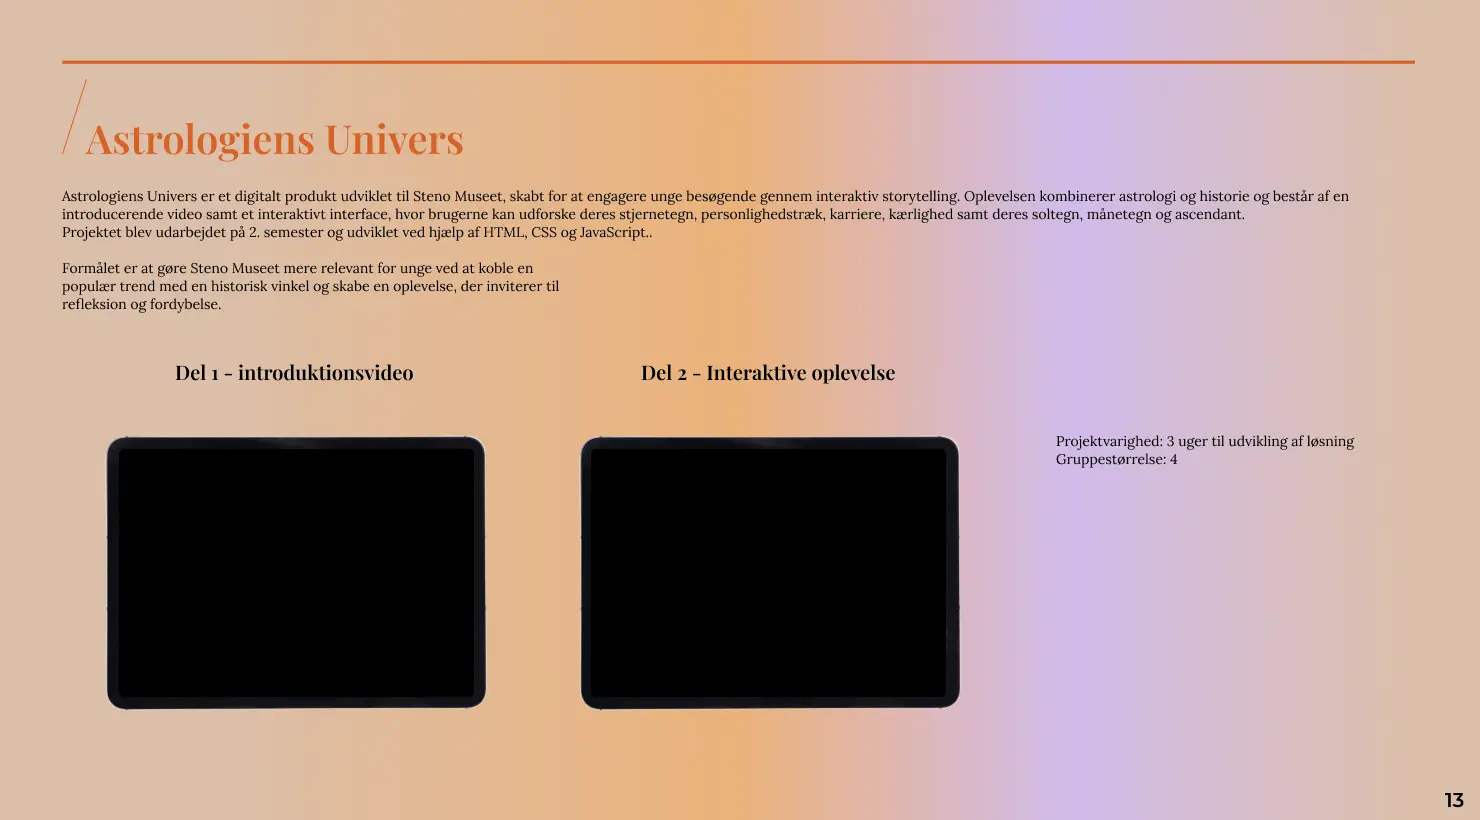 Astrologiens Univers
Astrologiens Univers er et digitalt produkt udviklet til Steno Museet, skabt for at engagere unge besøgende gennem interaktiv storytelling. Oplevelsen kombinerer astrologi og historie og består af en
introducerende video samt et interaktivt interface, hvor brugerne kan udforske deres stjernetegn, personlighedstræk, karriere, kærlighed samt deres soltegn, månetegn og ascendant.
Projektet blev udarbejdet på 2. semester og udviklet ved hjælp af HTML, CSS og JavaScript..
Formålet er at gøre Steno Museet mere relevant for unge ved at koble en
populær trend med en historisk vinkel og skabe en oplevelse, der inviterer til
refleksion og fordybelse.
Del 1 - introduktionsvideo
Del 2 - Interaktive oplevelse
Projektvarighed: 3 uger til udvikling af løsning
Gruppestørrelse: 4
13